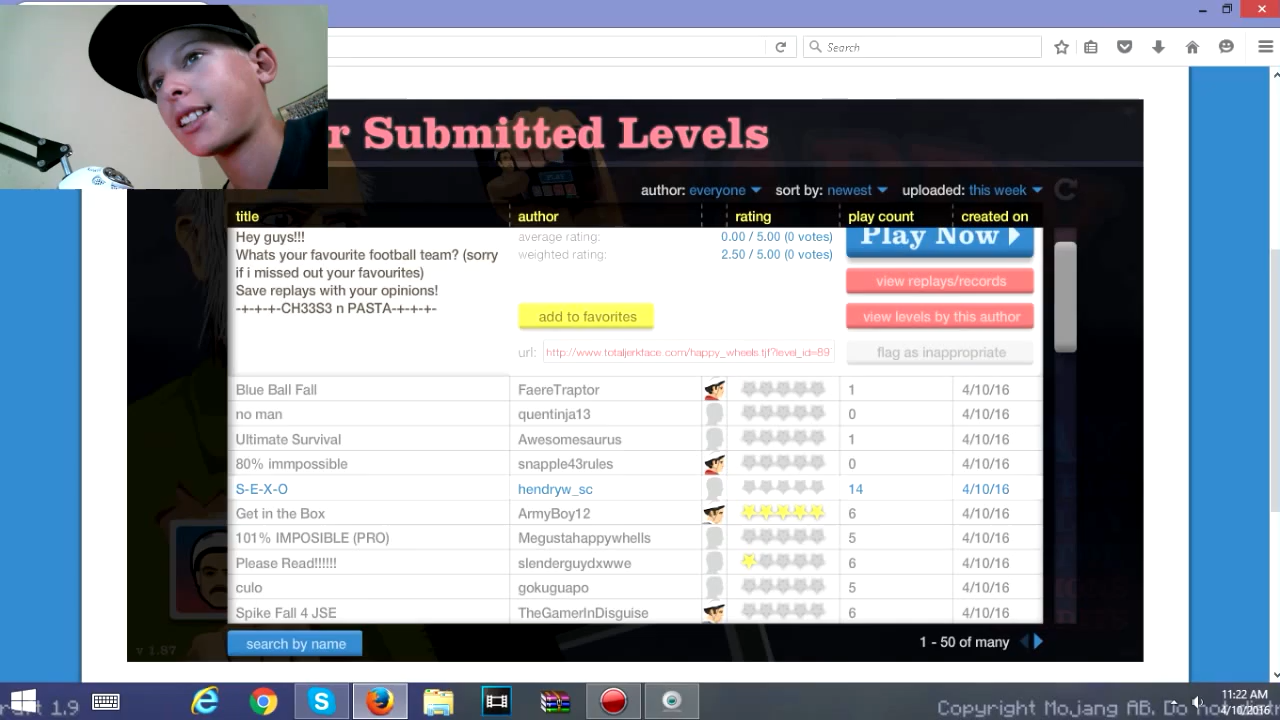 Search
r Submitted Levels
author: everyone sort by: newest uploaded: this week
title author rating play count created on
Hey guys!!!
Whats your favourite football team? (sorry
if i missed out your favourites)
Save replays with your opinions!
-+-+-+-CH33S3 n PASTA-+-+-+-
average rating: 0.00 / 5.00 (0 votes)
weighted rating: 2.50 / 5.00 (0 votes)
add to favorites
url: http://www.totaljerkface.com/happy_wheels.tjf?level_id=89
Play Now
view replays/records
view levels by this author
flag as inappropriate
Blue Ball Fall FaereTraptor 1 4/10/16
no man quentinja13 0 4/10/16
Ultimate Survival Awesomesaurus 1 4/10/16
80% immpossible snapple43rules 0 4/10/16
S-E-X-O hendryw_sc 14 4/10/16
Get in the Box ArmyBoy12 6 4/10/16
101% IMPOSIBLE (PRO) Megustahappywhells 5 4/10/16
Please Read!!!!!! slenderguydxwwe 6 4/10/16
culo gokuguapo 5 4/10/16
Spike Fall 4 JSE TheGamerInDisguise 6 4/10/16
search by name 1 - 50 of many
v 1.87
11:22 AM
4/10/2016
1.9
Copyright Mojang AB. Do not